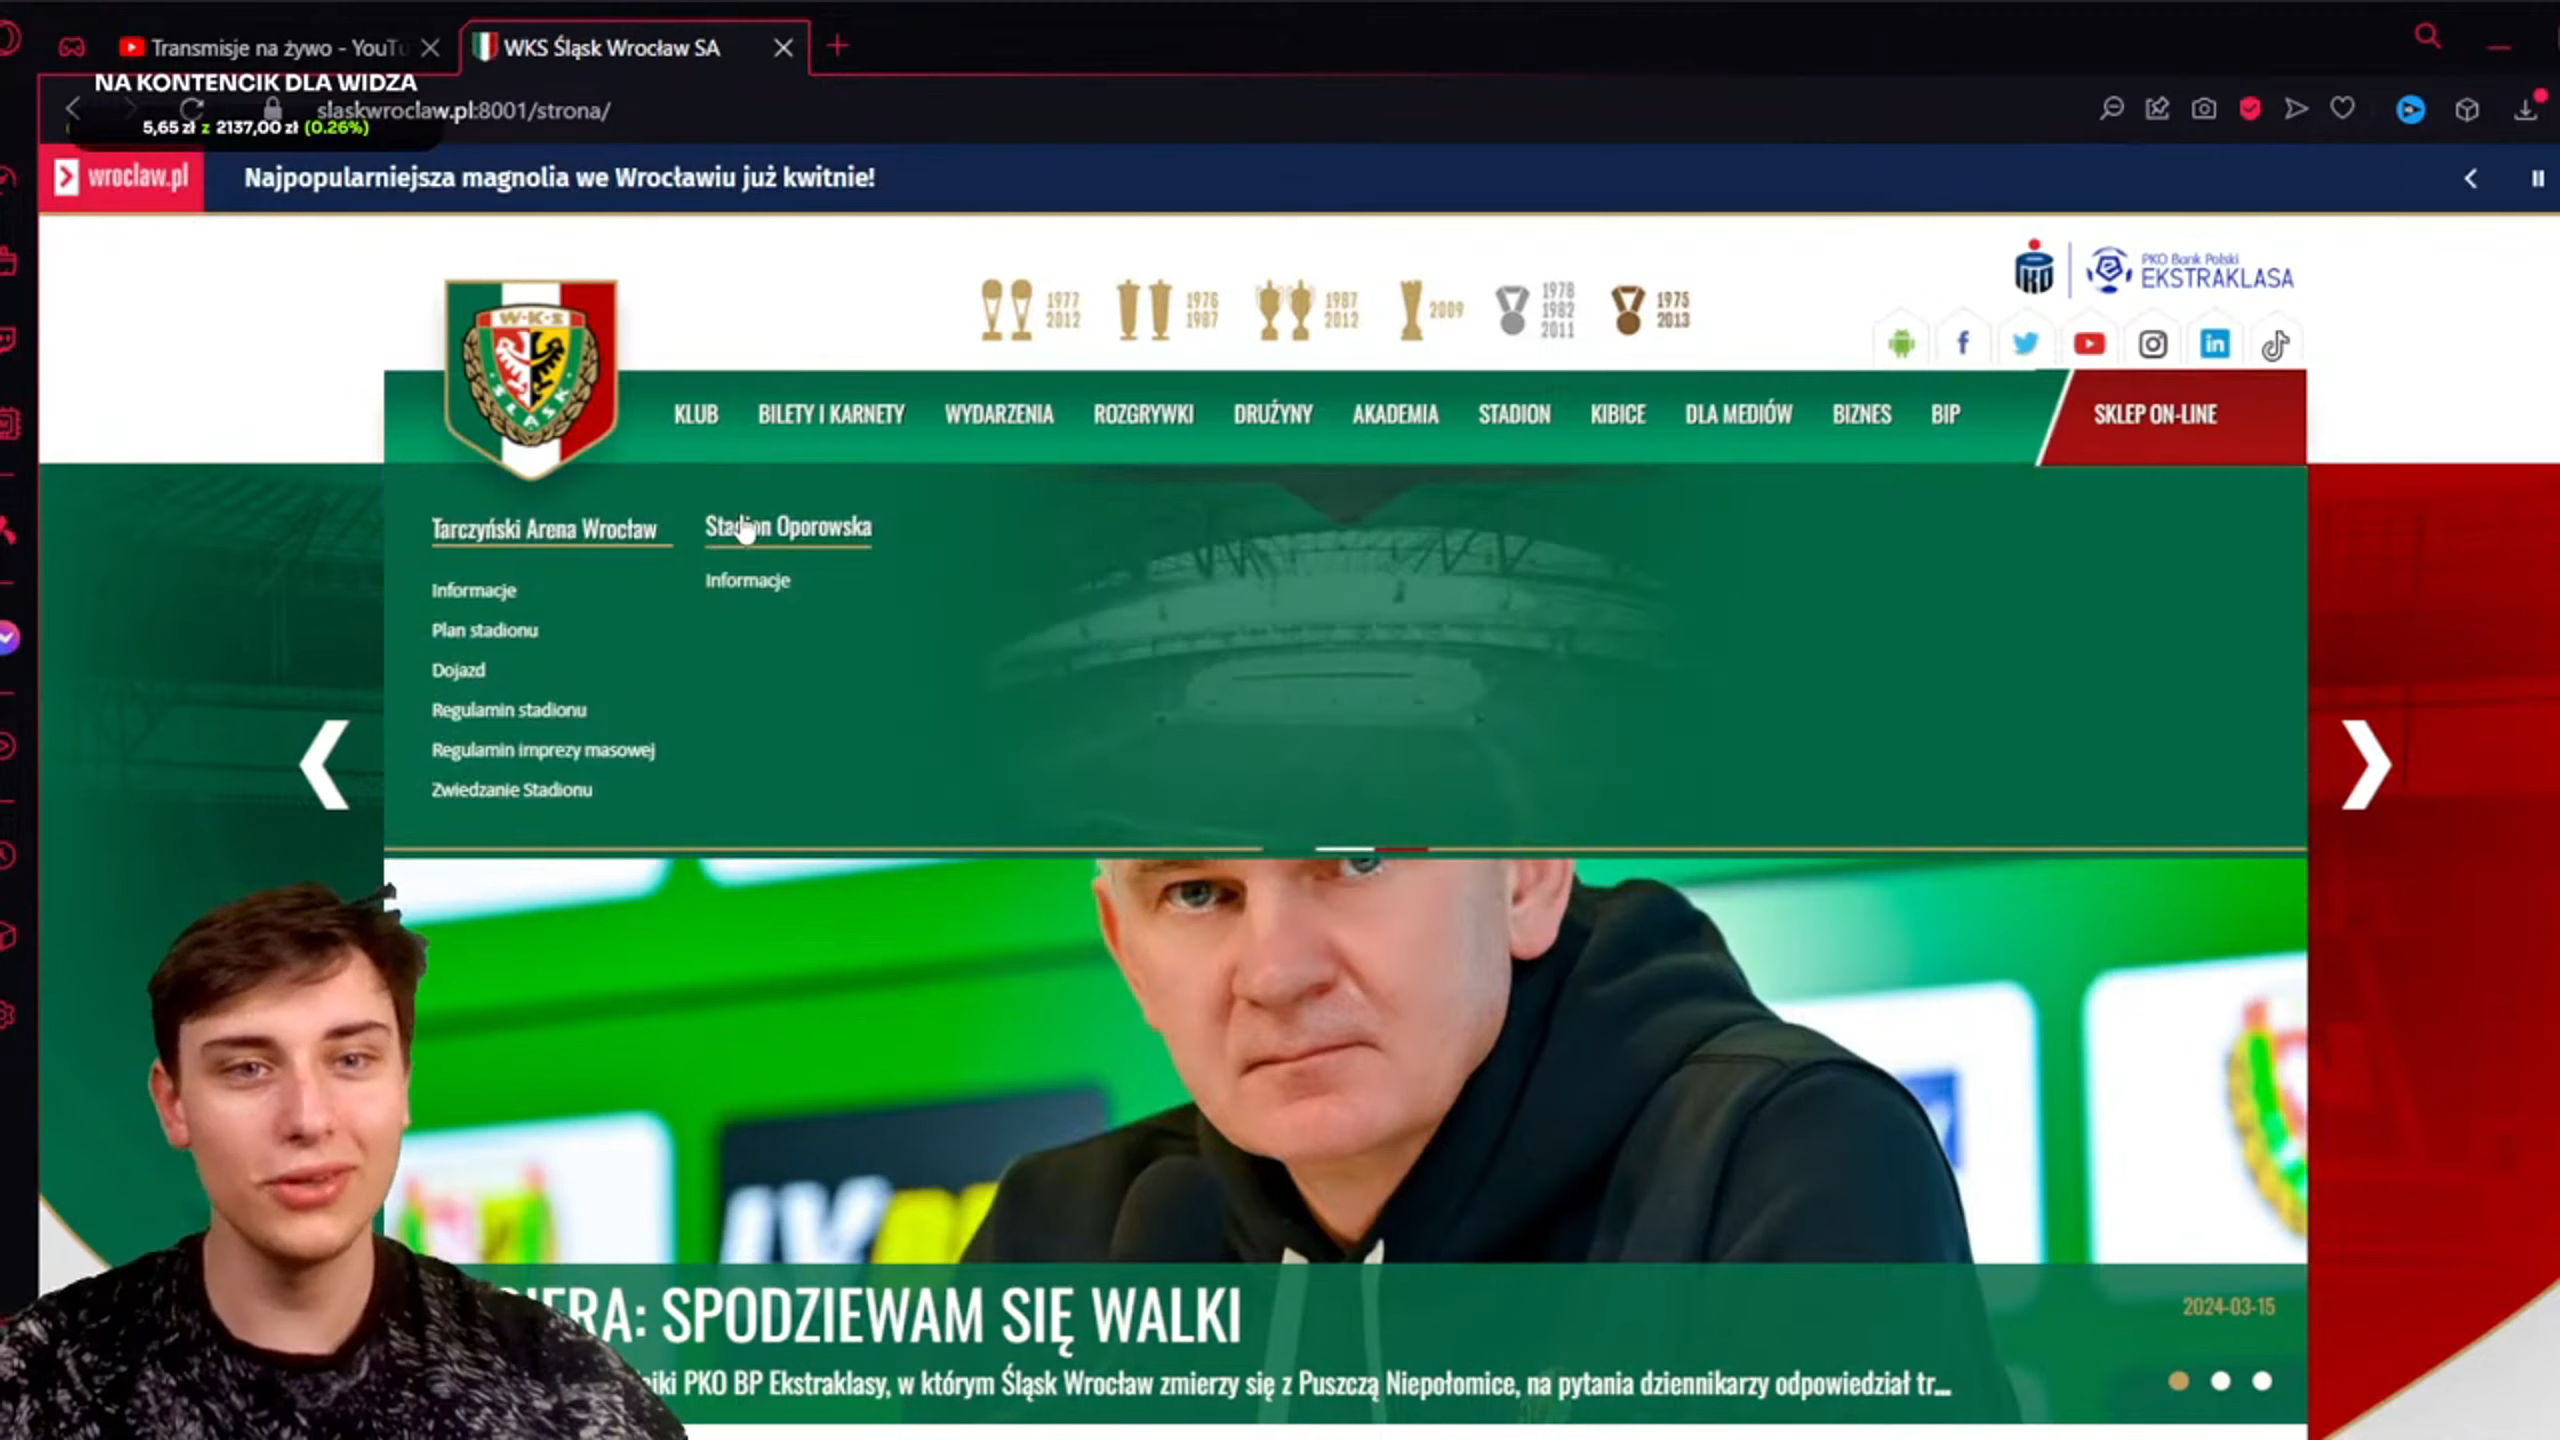 Transmisje na żywo - YouTu
WKS Śląsk Wrocław SA
NA KONTENCIK DLA WIDZA
5,65 zł z 2137,00 zł (0.26%)
slaskwroclaw.pl:8001/strona/
wroclaw.pl
Najpopularniejsza magnolia we Wrocławiu już kwitnie!
1977
2012
1976
1987
1987
2012
2009
1978
1982
2011
1975
2013
PKO Bank Polski
EKSTRAKLASA
W·K·S
ŚLĄSK
KLUB
BILETY I KARNETY
WYDARZENIA
ROZGRYWKI
DRUŻYNY
AKADEMIA
STADION
KIBICE
DLA MEDIÓW
BIZNES
BIP
SKLEP ON-LINE
Tarczyński Arena Wrocław
Informacje
Plan stadionu
Dojazd
Regulamin stadionu
Regulamin imprezy masowej
Zwiedzanie Stadionu
Stadion Oporowska
Informacje
IERA: SPODZIEWAM SIĘ WALKI
2024-03-15
PKO BP Ekstraklasy, w którym Śląsk Wrocław zmierzy się z Puszczą Niepołomice, na pytania dziennikarzy odpowiedział tr...